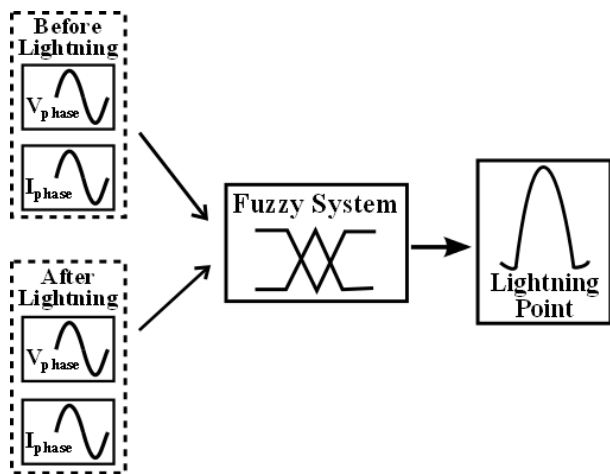 Before
Lightning
Vphase
Iphase
After
Lightning
Vphase
Iphase
Fuzzy System
Lightning
Point